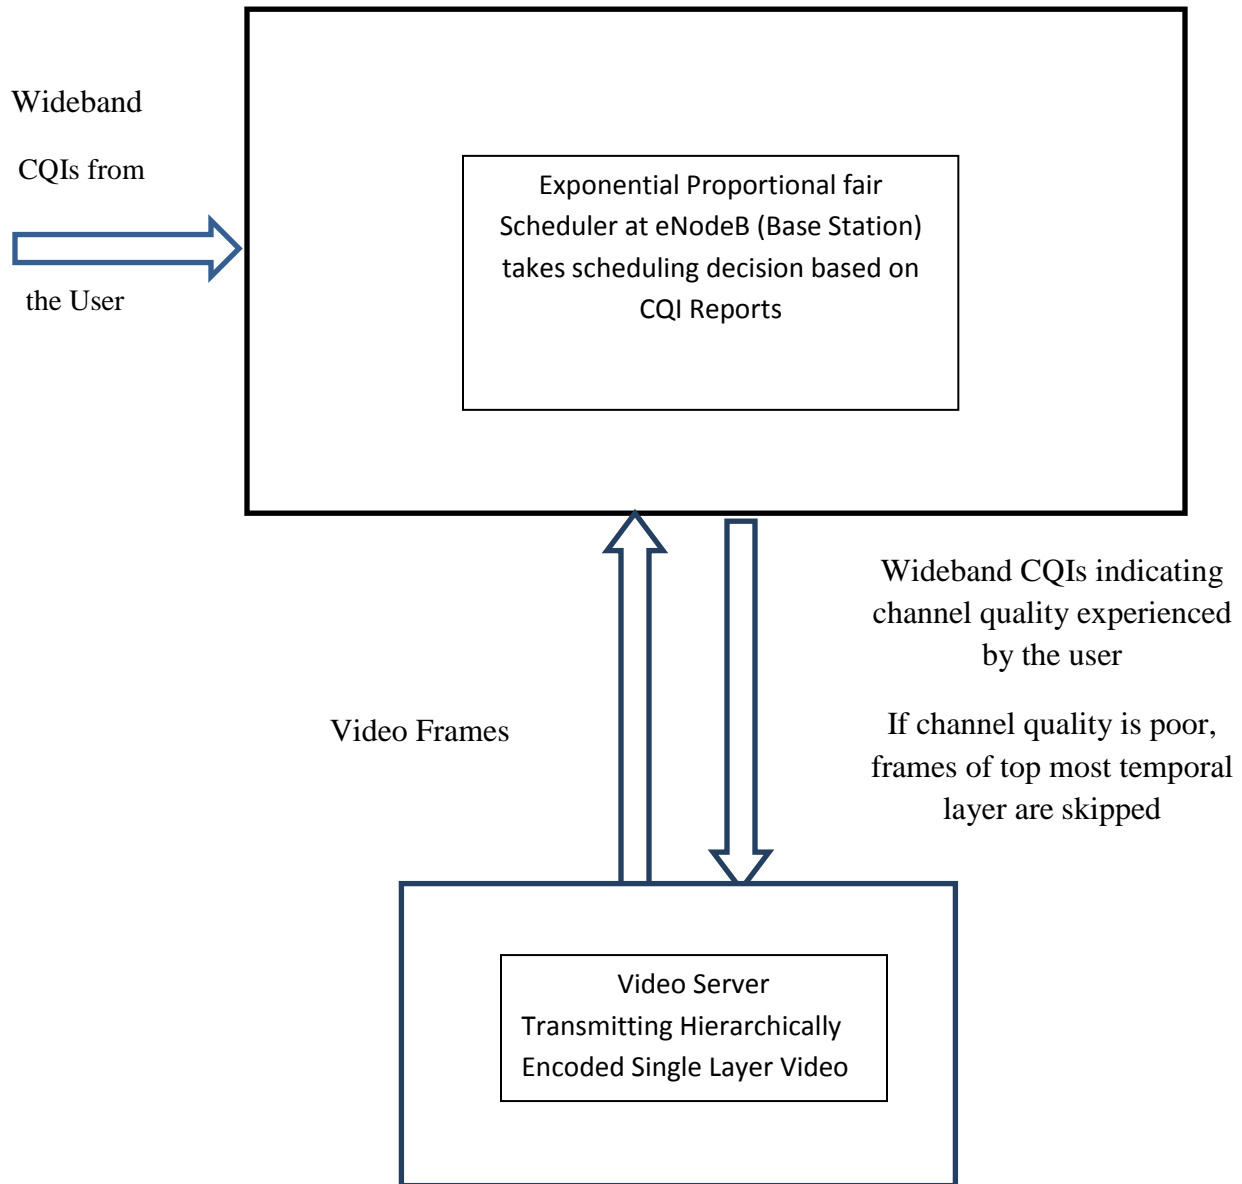 Wideband
CQIs from
the User
Exponential Proportional fair
Scheduler at eNodeB (Base Station)
takes scheduling decision based on
CQI Reports
Wideband CQIs indicating
channel quality experienced
by the user
If channel quality is poor,
frames of top most temporal
layer are skipped
Video Frames
Video Server
Transmitting Hierarchically
Encoded Single Layer Video